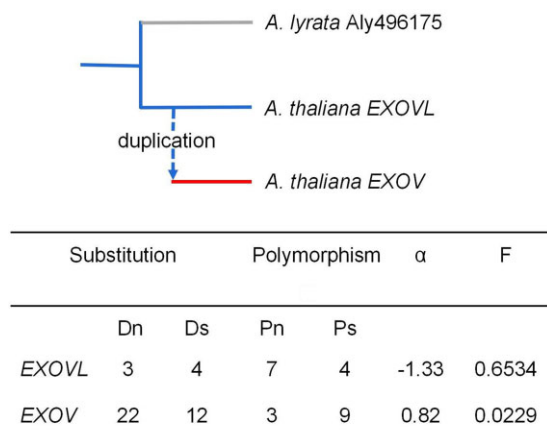 A. lyrata Aly496175
A. thaliana EXOVL
duplication
A. thaliana EXOV
Substitution Polymorphism α F
Dn Ds Pn Ps
EXOVL 3 4 7 4 -1.33 0.6534
EXOV 22 12 3 9 0.82 0.0229